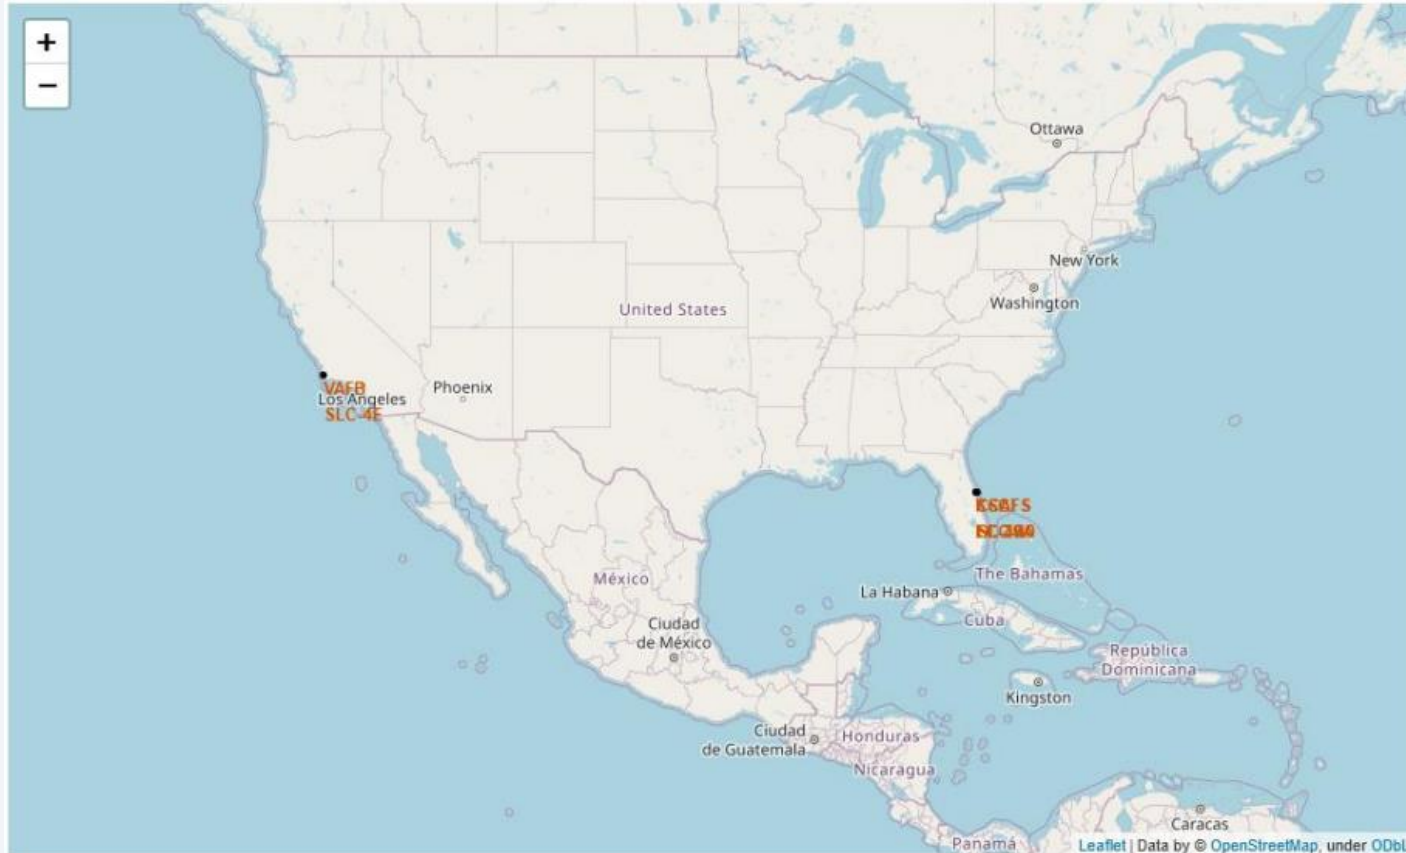 +
−
Ottawa
New York
Washington
United States
Phoenix
VAFB
Los Angeles
SLC-4E
The Bahamas
México
La Habana
Cuba
Ciudad
de México
República
Dominicana
Kingston
Ciudad
de Guatemala
Honduras
Nicaragua
Caracas
Panamá
Leaflet | Data by © OpenStreetMap, under ODbL